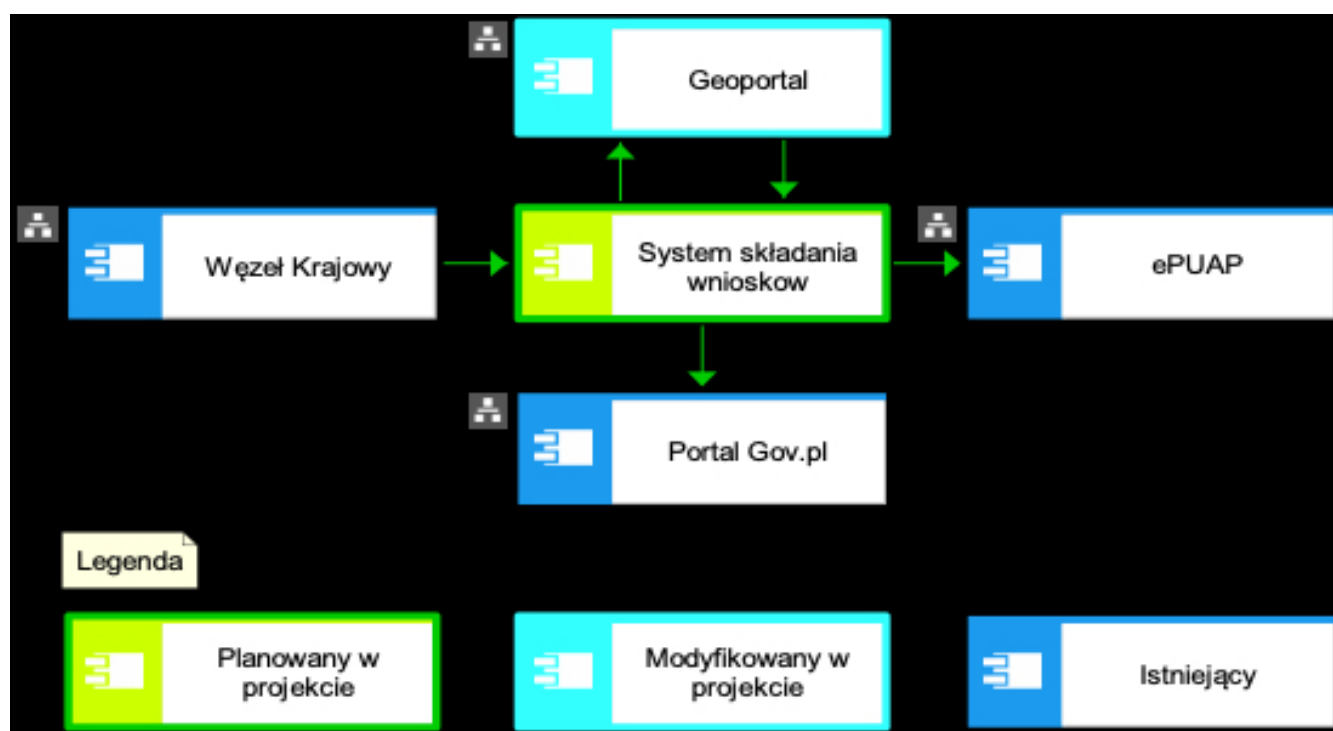 Geoportal
Węzeł Krajowy
System składania
wnioskow
ePUAP
Portal Gov.pl
Legenda
Planowany w
projekcie
Modyfikowany w
projekcie
Istniejący